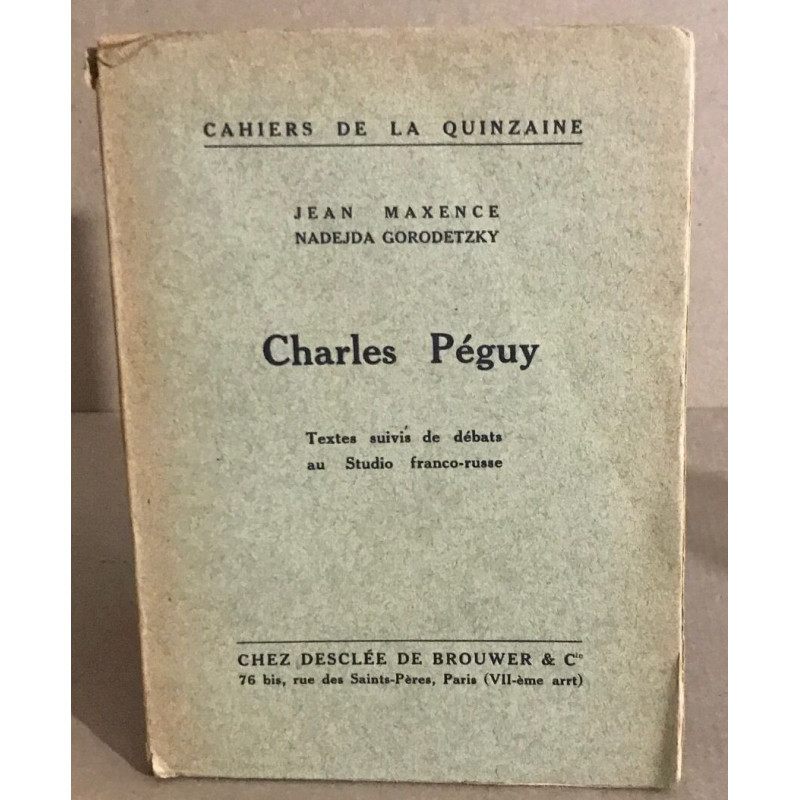 CAHIERS DE LA QUINZAINE
JEAN MAXENCE
NADEJDA GORODETZKY
Charles Péguy
Textes suivis de débats
au Studio franco-russe
CHEZ DESCLÉE DE BROUWER & Cie
76 bis, rue des Saints-Pères, Paris (VII-ème arrt)